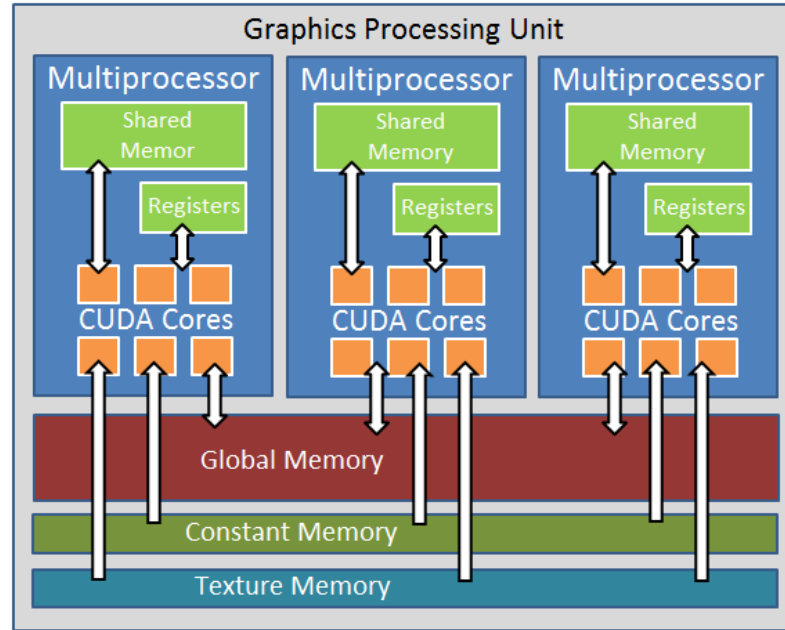 Graphics Processing Unit
Multiprocessor
Shared
Memor
Registers
CUDA Cores
Multiprocessor
Shared
Memory
Registers
CUDA Cores
Multiprocessor
Shared
Memory
Registers
CUDA Cores
Global Memory
Constant Memory
Texture Memory